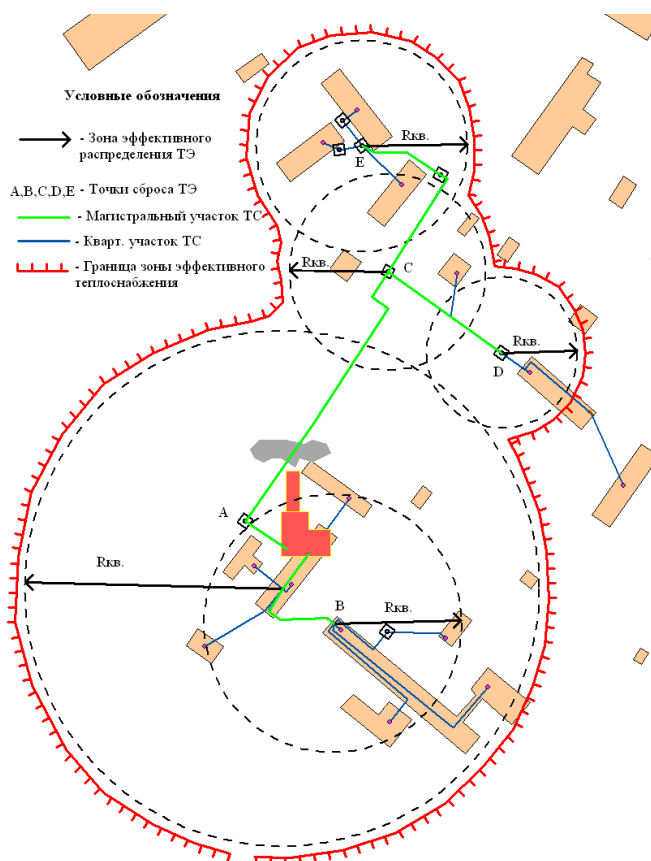 Условные обозначения
- Зона эффективного
распределения ТЭ
A,B,C,D,E - Точки сброса ТЭ
- Магистральный участок ТС
- Кварт. участок ТС
- Граница зоны эффективного
теплоснабжения
Rкв.
E
Rкв.
C
Rкв.
D
A
Rкв.
B
Rкв.